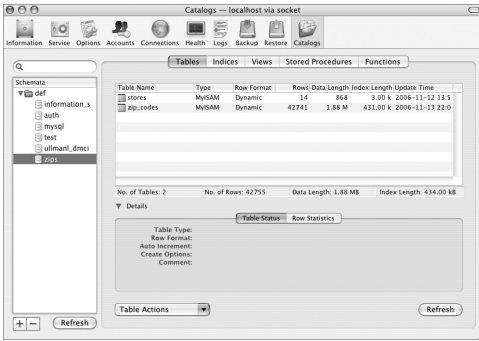 Catalogs — localhost via socket
Information Service Options Accounts Connections Health Logs Backup Restore Catalogs
Tables Indices Views Stored Procedures Functions
Schemata
def
information_s
auth
mysql
test
ullmanl_dmci
zips
Table Name Type Row Format Rows Data Length Index Length Update Time
stores MyISAM Dynamic 14 868 3.00 k 2006-11-12 13:5
zip_codes MyISAM Dynamic 42741 1.88 M 431.00 k 2006-11-13 22:0
No. of Tables: 2 No. of Rows: 42755 Data Length: 1.88 MB Index Length: 434.00 kB
Details
Table Status Row Statistics
Table Type:
Row Format:
Auto Increment:
Create Options:
Comment:
Table Actions Refresh
+ − Refresh